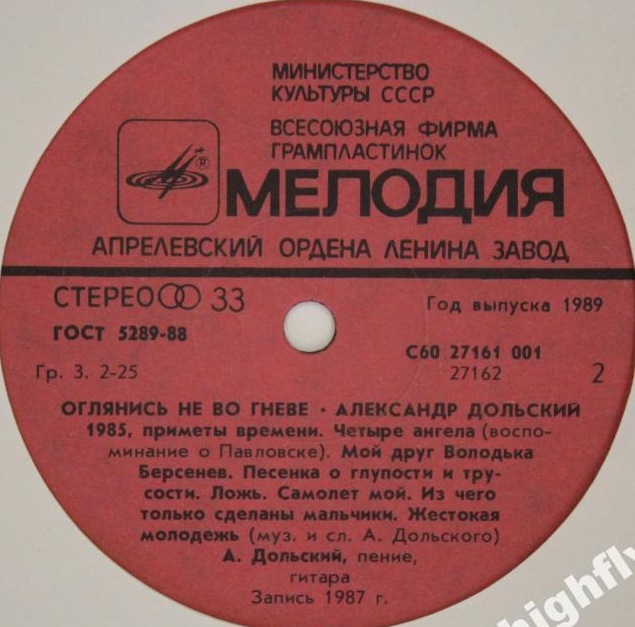 МИНИСТЕРСТВО
КУЛЬТУРЫ СССР
ВСЕСОЮЗНАЯ ФИРМА
ГРАМПЛАСТИНОК
®
МЕЛОДИЯ
АПРЕЛЕВСКИЙ ОРДЕНА ЛЕНИНА ЗАВОД
СТЕРЕО 33
Год выпуска 1989
ГОСТ 5289-88
С60 27161 001
Гр. 3. 2-25
27162
2
ОГЛЯНИСЬ НЕ ВО ГНЕВЕ · АЛЕКСАНДР ДОЛЬСКИЙ
1985, приметы времени. Четыре ангела (воспо-
минание о Павловске). Мой друг Володька
Берсенев. Песенка о глупости и тру-
сости. Ложь. Самолет мой. Из чего
только сделаны мальчики. Жестокая
молодежь (муз. и сл. А. Дольского)
А. Дольский, пение,
гитара
Запись 1987 г.